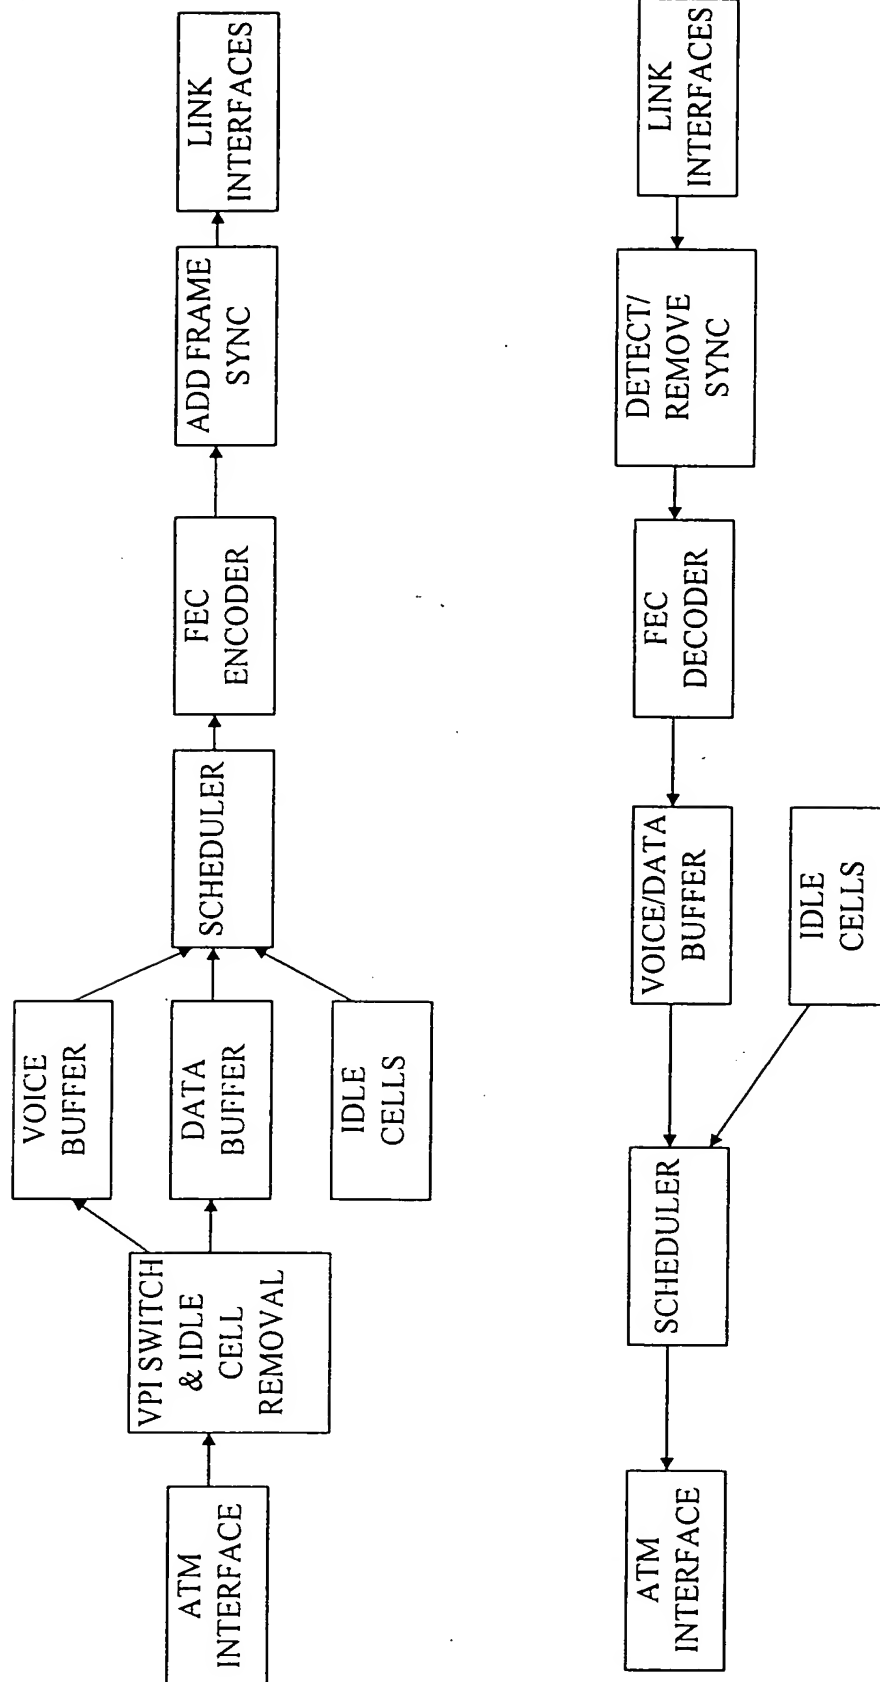 ATM
INTERFACE
VPI SWITCH
& IDLE
CELL
REMOVAL
VOICE
BUFFER
DATA
BUFFER
IDLE
CELLS
SCHEDULER
FEC
ENCODER
ADD FRAME
SYNC
LINK
INTERFACES
ATM
INTERFACE
SCHEDULER
VOICE/DATA
BUFFER
IDLE
CELLS
FEC
DECODER
DETECT/
REMOVE
SYNC
LINK
INTERFACES